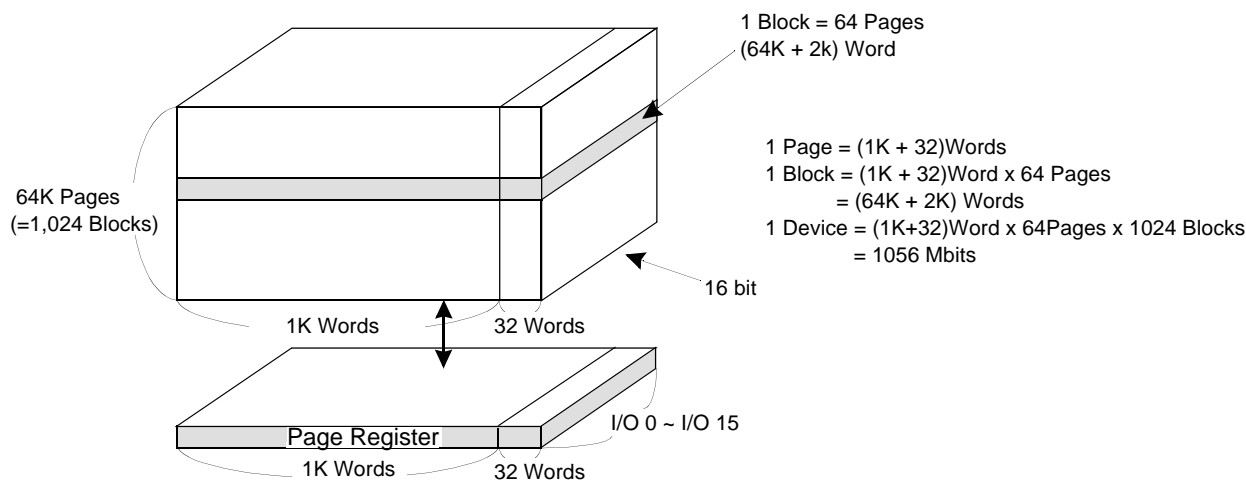 1 Block = 64 Pages
(64K + 2k) Word
1 Page = (1K + 32)Words
1 Block = (1K + 32)Word x 64 Pages
= (64K + 2K) Words
1 Device = (1K+32)Word x 64Pages x 1024 Blocks
= 1056 Mbits
64K Pages
(=1,024 Blocks)
16 bit
1K Words
32 Words
I/O 0 ~ I/O 15
Page Register
1K Words
32 Words